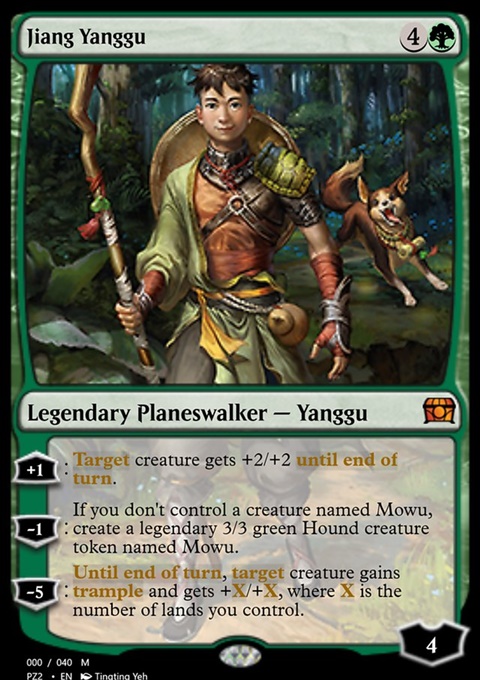 Jiang Yanggu 4
Legendary Planeswalker — Yanggu
+1 : Target creature gets +2/+2 until end of
turn.
If you don't control a creature named Mowu,
-1 : create a legendary 3/3 green Hound creature
token named Mowu.
Until end of turn, target creature gains
-5 : trample and gets +X/+X, where X is the
number of lands you control.
4
000 / 040 M
PZ2 • EN Tingting Yeh